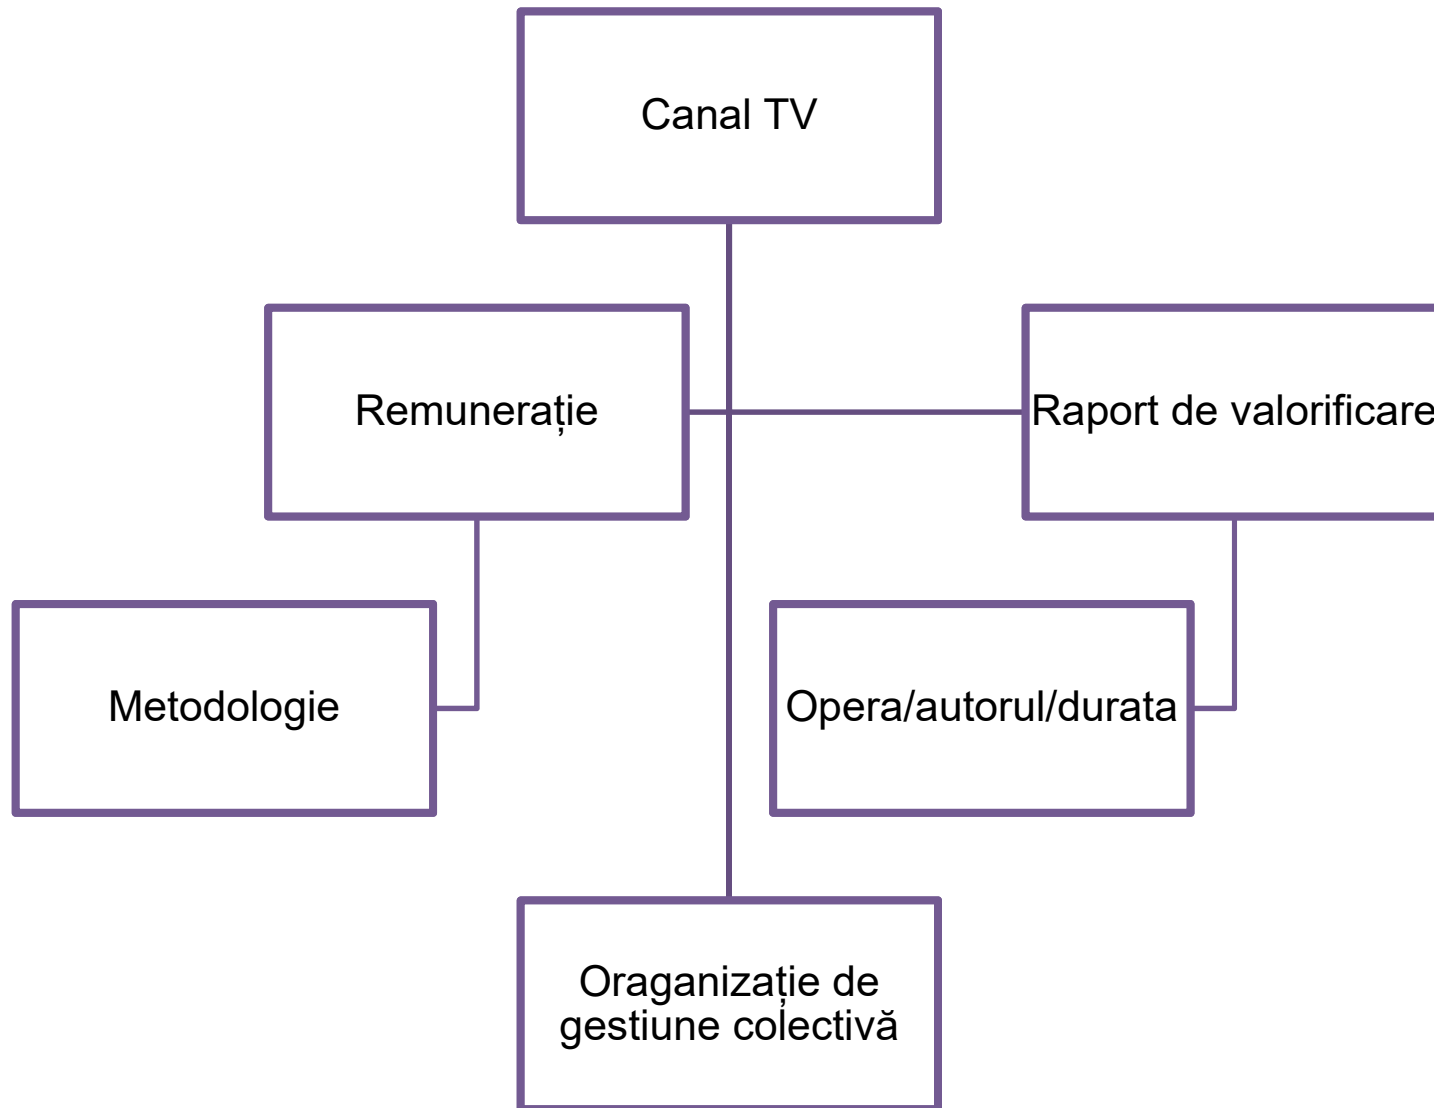 Canal TV
Remunerație
Raport de valorificare
Metodologie
Opera/autorul/durata
Oraganizație de
gestiune colectivă